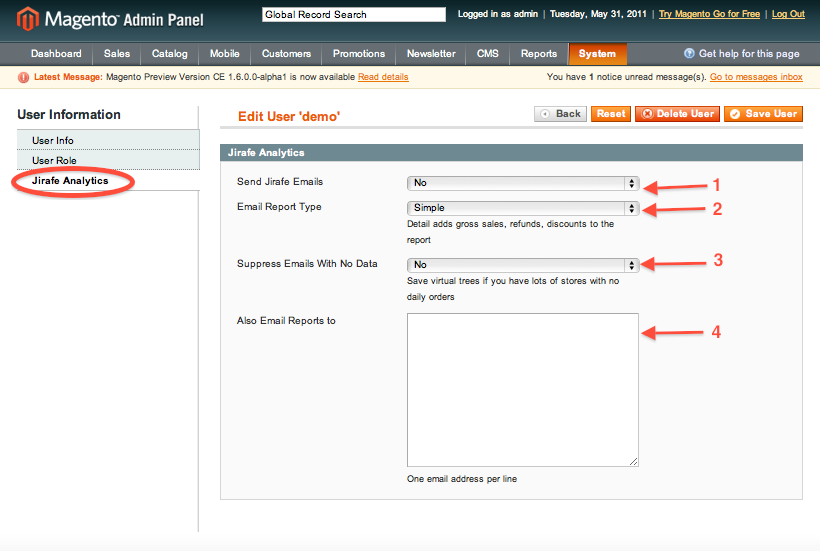 Magento™ Admin Panel
Global Record Search
Logged in as admin | Tuesday, May 31, 2011 | Try Magento Go for Free | Log Out
Dashboard Sales Catalog Mobile Customers Promotions Newsletter CMS Reports System Get help for this page
Latest Message: Magento Preview Version CE 1.6.0.0-alpha1 is now available Read details You have 1 notice unread message(s). Go to messages inbox
User Information
User Info
User Role
Jirafe Analytics
Edit User 'demo' Back Reset Delete User Save User
Jirafe Analytics
Send Jirafe Emails No 1
Email Report Type Simple 2
Detail adds gross sales, refunds, discounts to the
report
Suppress Emails With No Data No 3
Save virtual trees if you have lots of stores with no
daily orders
Also Email Reports to 4
One email address per line